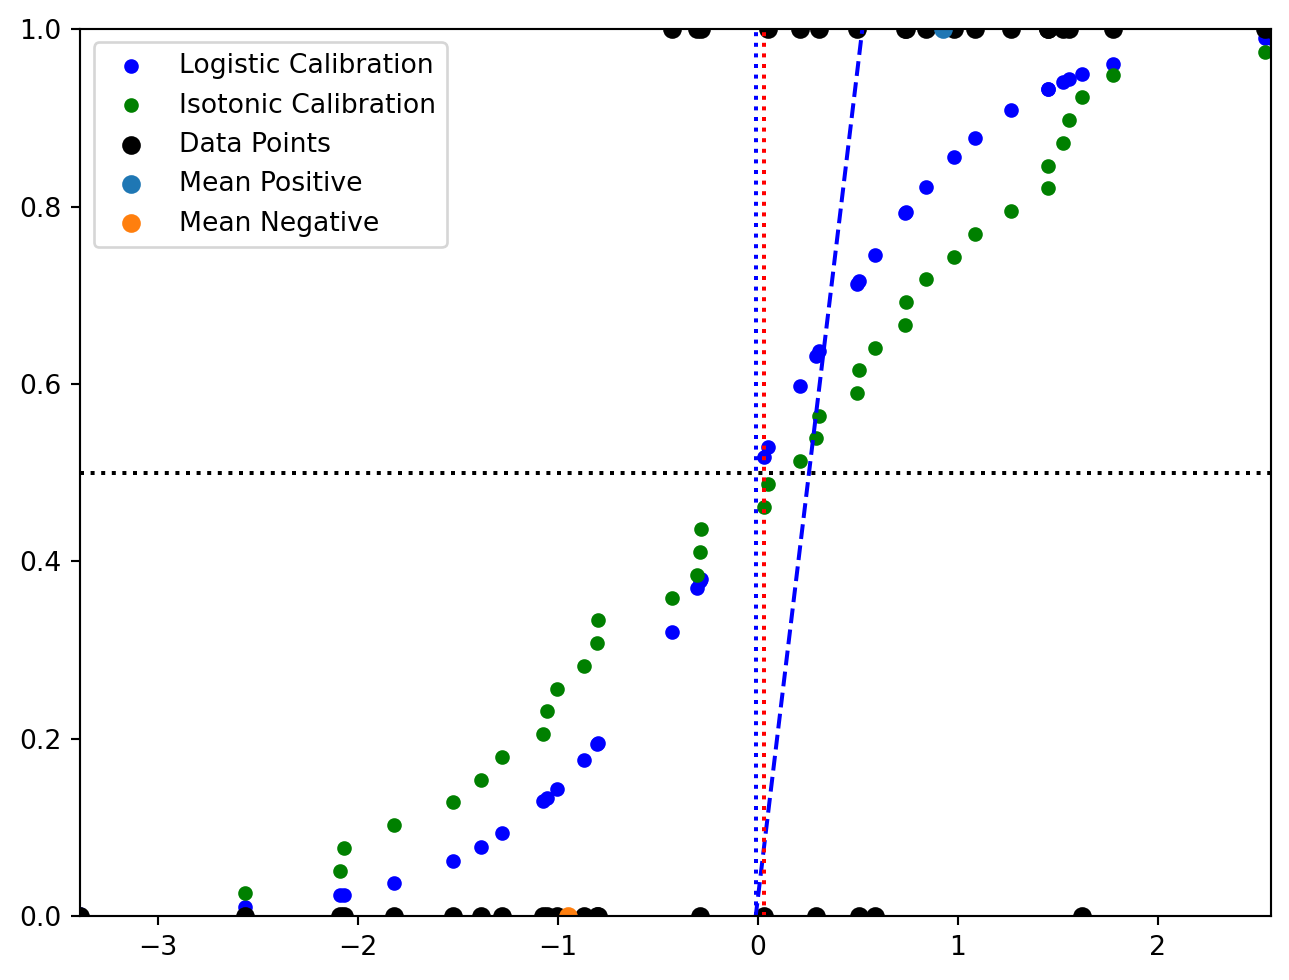 1.0
0.8
0.6
0.4
0.2
0.0
Logistic Calibration
Isotonic Calibration
Data Points
Mean Positive
Mean Negative
−3
−2
−1
0
1
2